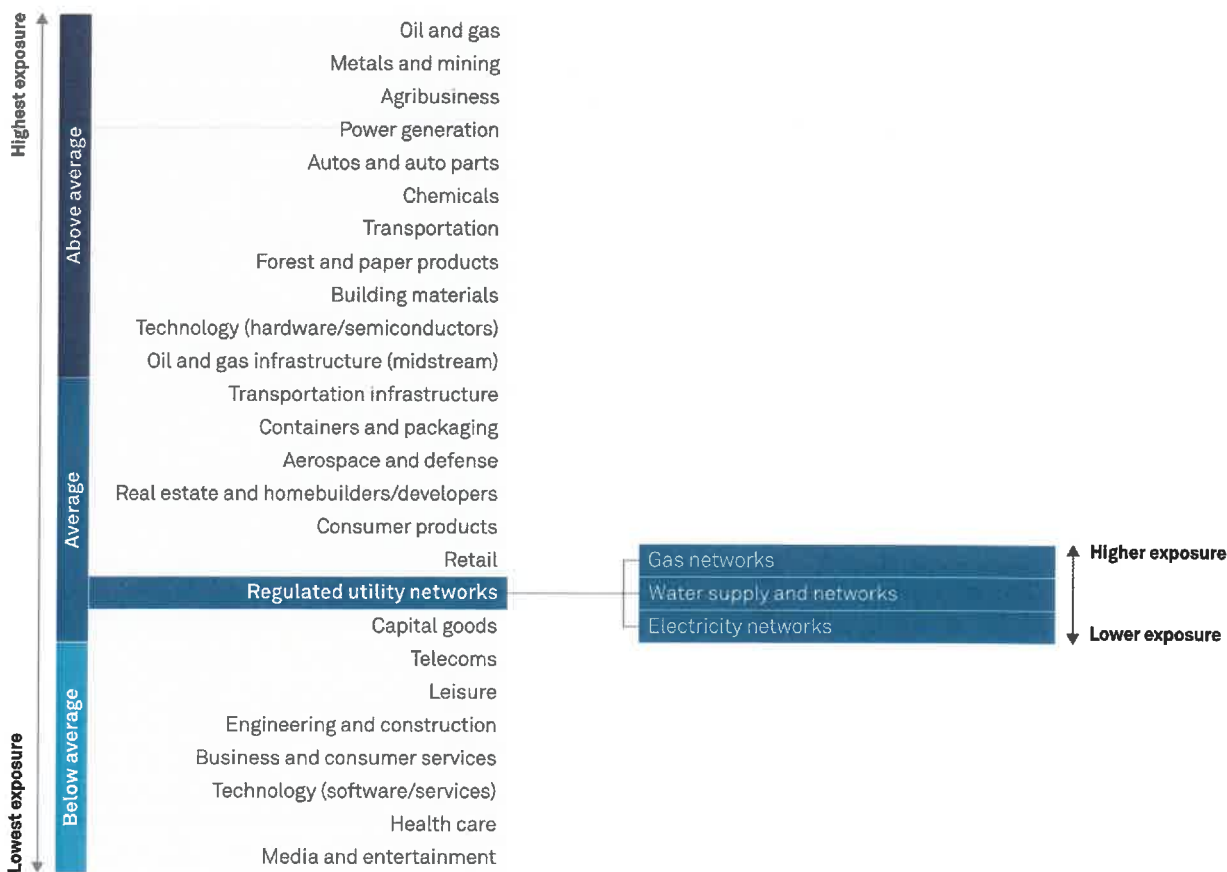 Highest exposure
Above average
Oil and gas
Metals and mining
Agribusiness
Power generation
Autos and auto parts
Chemicals
Transportation
Forest and paper products
Building materials
Technology (hardware/semiconductors)
Oil and gas infrastructure (midstream)
Average
Transportation infrastructure
Containers and packaging
Aerospace and defense
Real estate and homebuilders/developers
Consumer products
Retail
Regulated utility networks
Capital goods
Gas networks
Water supply and networks
Electricity networks
Higher exposure
Lower exposure
Lowest exposure
Below average
Telecoms
Leisure
Engineering and construction
Business and consumer services
Technology (software/services)
Health care
Media and entertainment